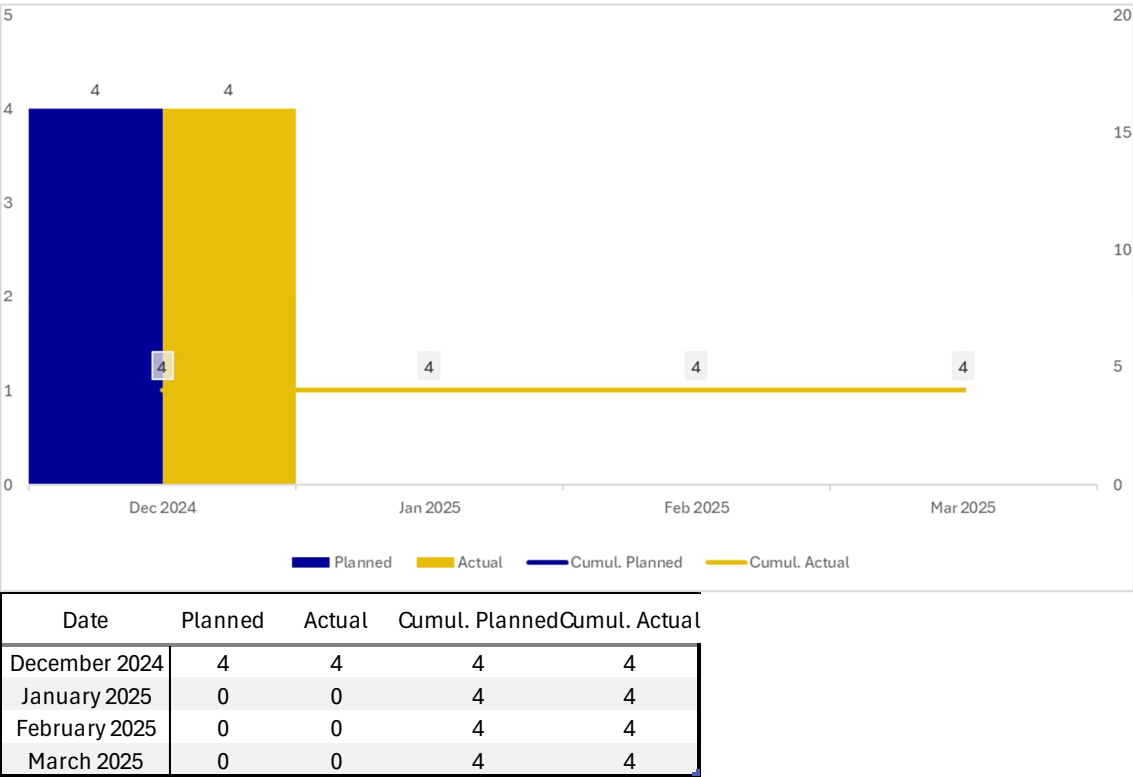 5 20
4 4
4
15
3
10
2
4 4 4 4
5
1
0 0
Dec 2024 Jan 2025 Feb 2025 Mar 2025
Planned Actual Cumul. Planned Cumul. Actual
Date Planned Actual Cumul. Planned Cumul. Actual
December 2024 4 4 4 4
January 2025 0 0 4 4
February 2025 0 0 4 4
March 2025 0 0 4 4